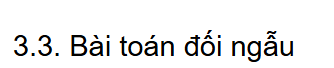 3.3. Bài toán đối ngẫu